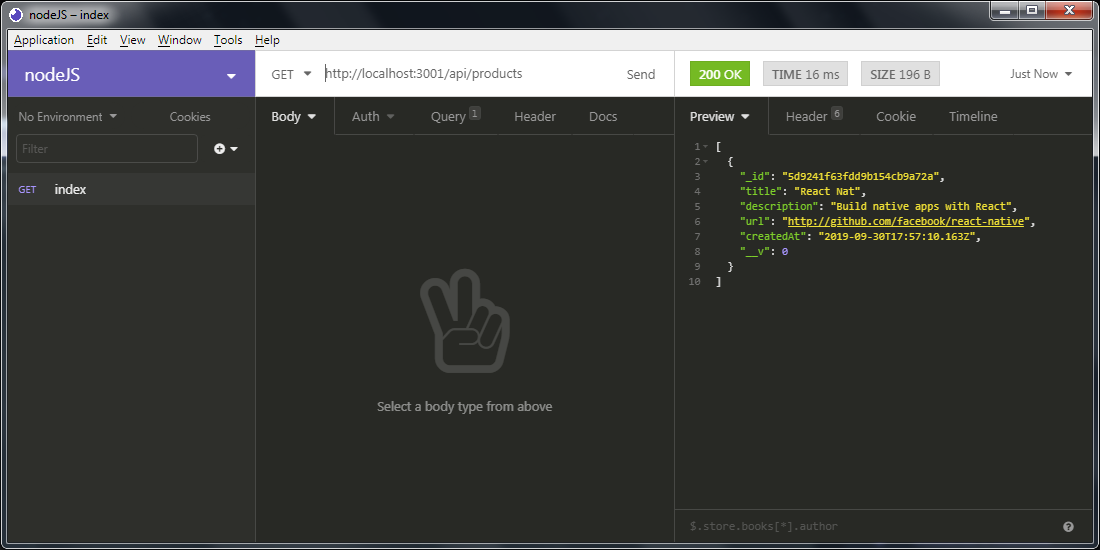 nodeJS – index
Application Edit View Window Tools Help
nodeJS
GET http://localhost:3001/api/products Send
200 OK TIME 16 ms SIZE 196 B Just Now
No Environment Cookies
Body Auth Query 1 Header Docs
Preview Header 6 Cookie Timeline
Filter
GET index
1 [
2 {
3 "_id": "5d9241f63fdd9b154cb9a72a",
4 "title": "React Nat",
5 "description": "Build native apps with React",
6 "url": "http://github.com/facebook/react-native",
7 "createdAt": "2019-09-30T17:57:10.163Z",
8 "__v": 0
9 }
10 ]
Select a body type from above
$.store.books[*].author